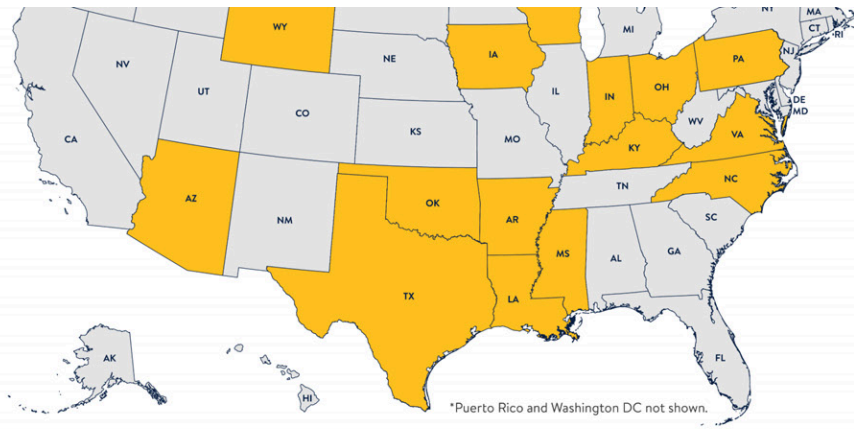 NY
MA
WY
MI
CT
RI
NV
NE
IA
NJ
PA
UT
IL
IN
OH
CO
DE
MD
CA
KS
MO
WV
VA
KY
AZ
NC
TN
OK
NM
AR
SC
MS
AL
GA
TX
LA
AK
FL
HI
*Puerto Rico and Washington DC not shown.